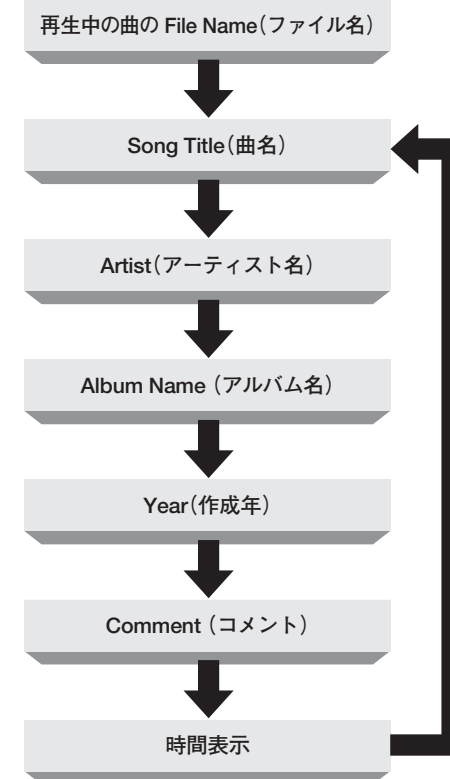 再生中の曲の File Name(ファイル名)
Song Title(曲名)
Artist(アーティスト名)
Album Name (アルバム名)
Year(作成年)
Comment (コメント)
時間表示